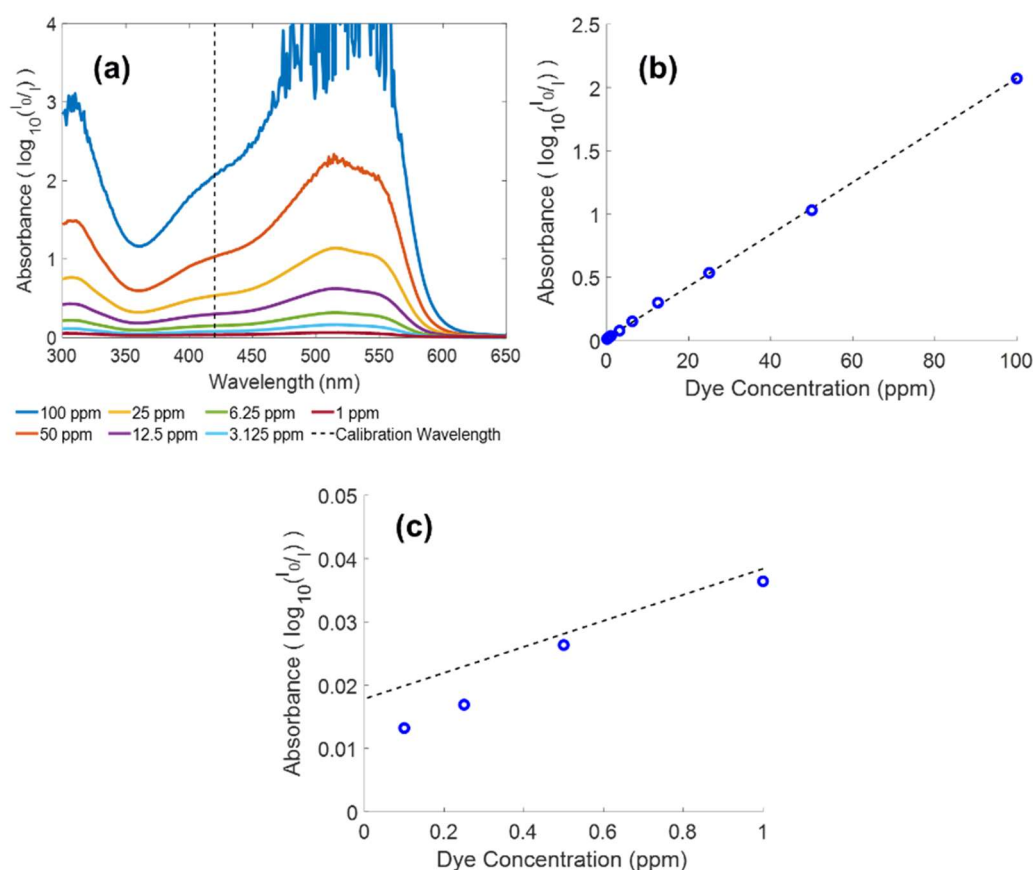 (a)
Absorbance ( log10(I0/I) )
4
3
2
1
0
300 350 400 450 500 550 600 650
Wavelength (nm)
100 ppm 25 ppm 6.25 ppm 1 ppm
50 ppm 12.5 ppm 3.125 ppm Calibration Wavelength
(b)
Absorbance ( log10(I0/I) )
2.5
2
1.5
1
0.5
0
0 20 40 60 80 100
Dye Concentration (ppm)
(c)
Absorbance ( log10(I0/I) )
0.05
0.04
0.03
0.02
0.01
0
0 0.2 0.4 0.6 0.8 1
Dye Concentration (ppm)